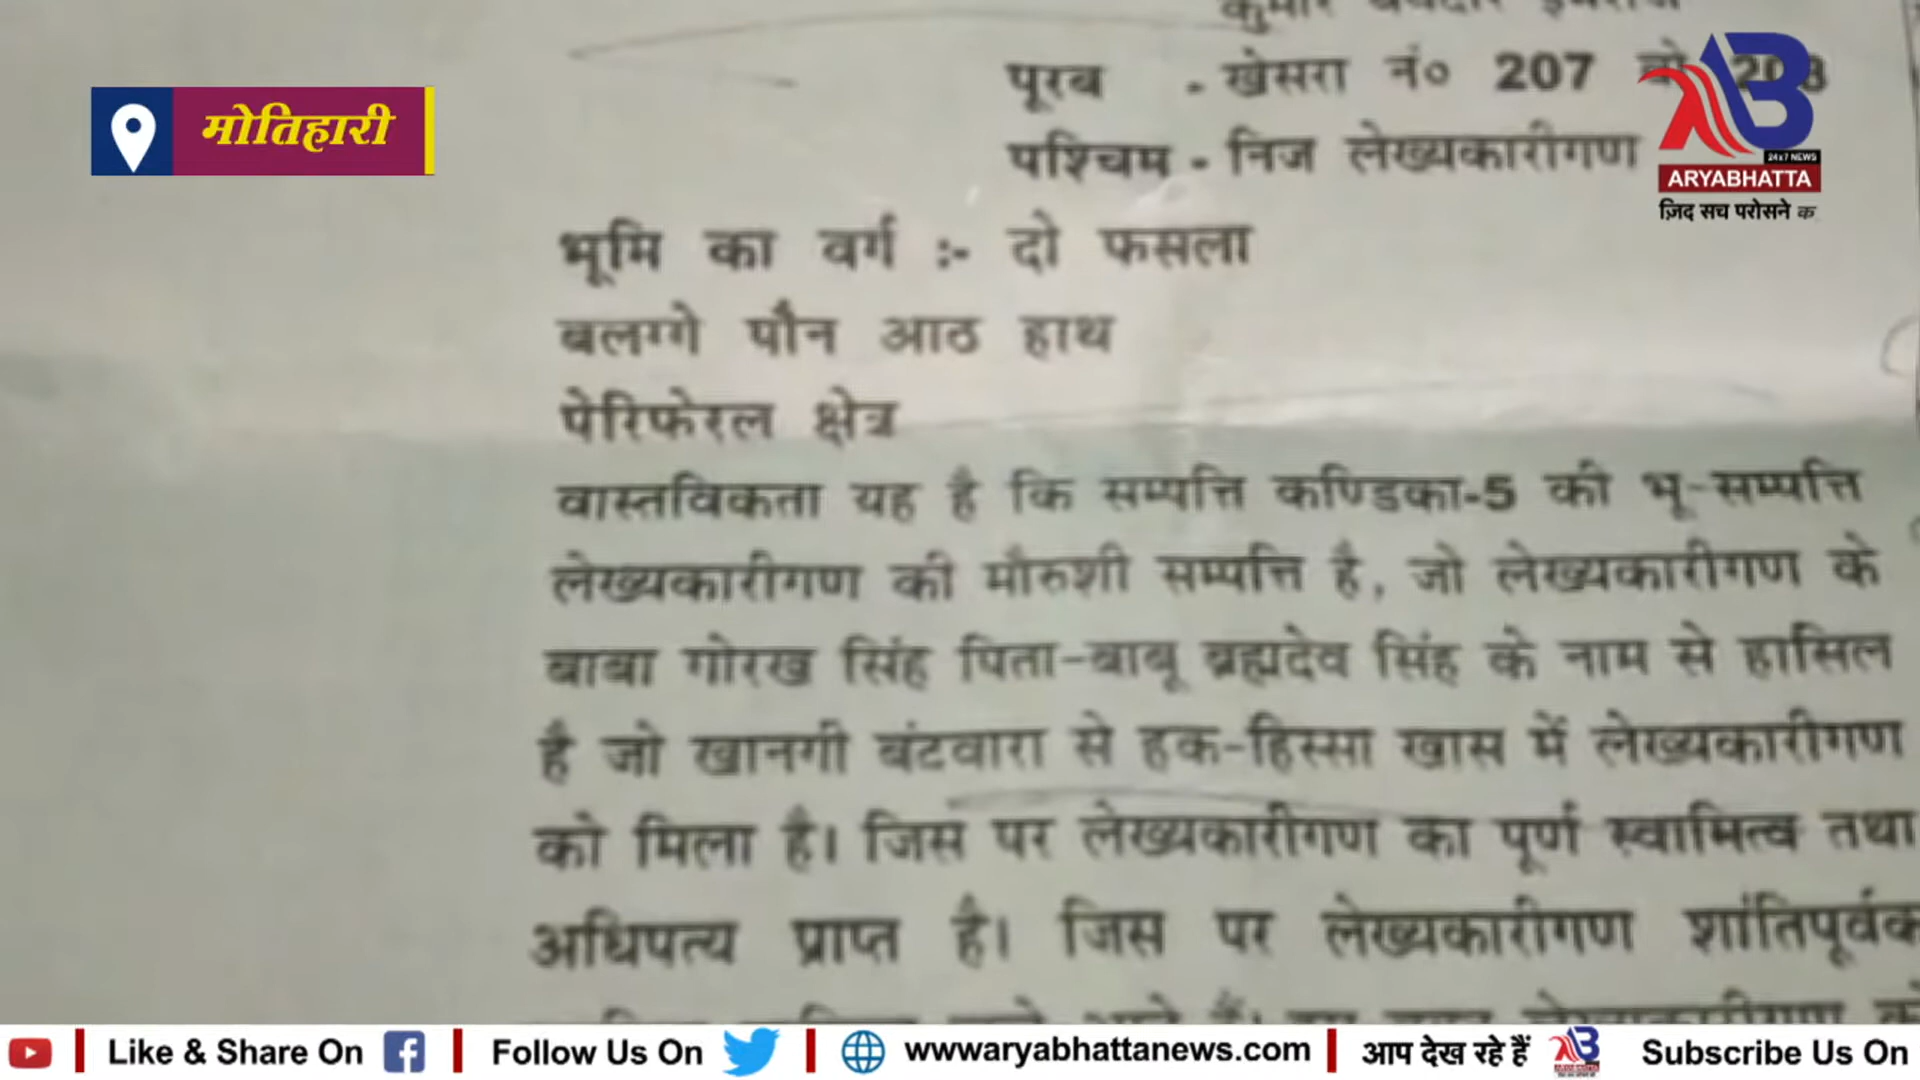 कुमार
पूरब - खेसरा नं० 207 वो 208
पश्चिम - निज लेख्यकारीगण
मोतिहारी
24x7 NEWS
ARYABHATTA
ज़िद सच परोसने क
भूमि का वर्ग :- दो फसला
बलग्गे पौन आठ हाथ
पेरिफेरल क्षेत्र
वास्तविकता यह है कि सम्पत्ति कण्डिका-5 की भू-सम्पत्ति
लेख्यकारीगण की मौरुशी सम्पत्ति है, जो लेख्यकारीगण के
बाबा गोरख सिंह पिता-बाबू ब्रह्मदेव सिंह के नाम से हासिल
है जो खानगी बंटवारा से हक-हिस्सा खास में लेख्यकारीगण
को मिला है। जिस पर लेख्यकारीगण का पूर्ण स्वामित्व तथा
अधिपत्य प्राप्त है। जिस पर लेख्यकारीगण शांतिपूर्वक
Like & Share On Follow Us On wwwaryabhattanews.com आप देख रहे हैं Subscribe Us On